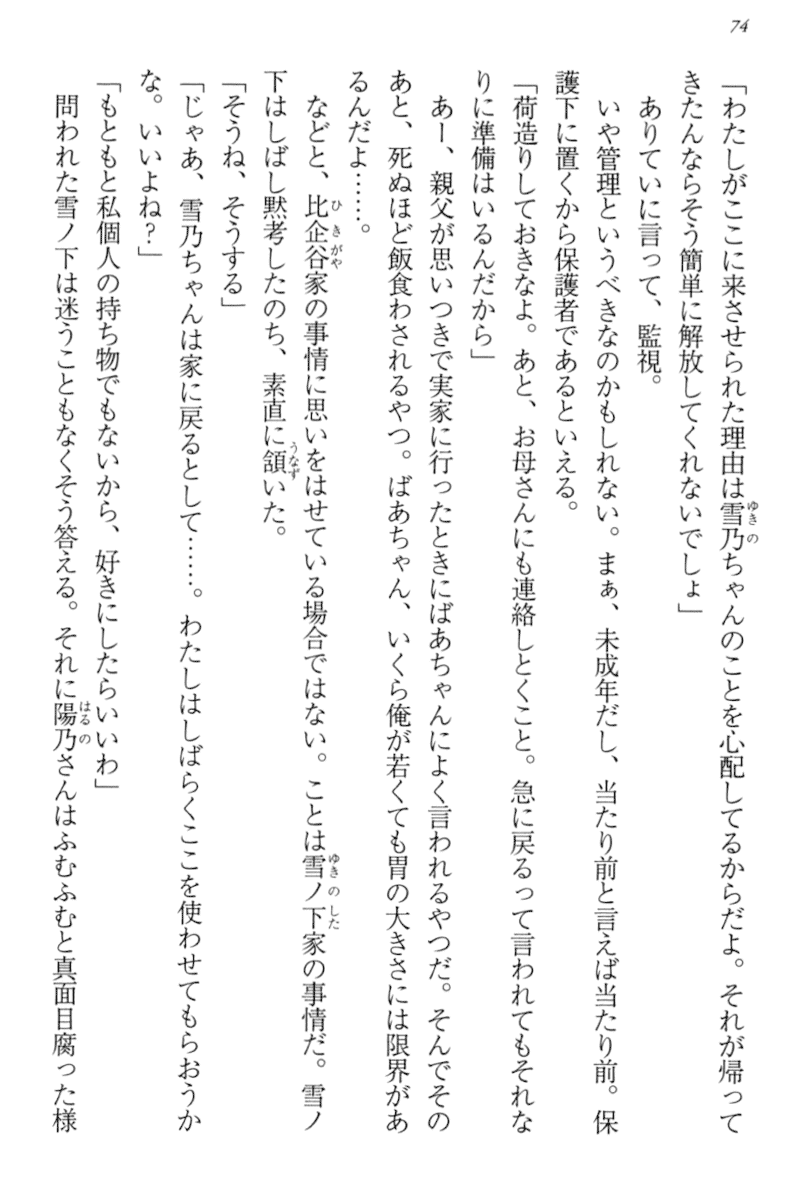 74
「わたしがここに来させられた理由は雪乃ちゃんのことを心配してるからだよ。それが帰って
きたんならそう簡単に解放してくれないでしょ」
ありていに言って、監視。
いや管理というべきなのかもしれない。まぁ、未成年だし、当たり前と言えば当たり前。保
護下に置くから保護者であるといえる。
「荷造りしておきなよ。あと、お母さんにも連絡しとくこと。急に戻るって言われてもそれな
りに準備はいるんだから」
あー、親父が思いつきで実家に行ったときにばあちゃんによく言われるやつだ。そんでその
あと、死ぬほど飯食わされるやつ。ばあちゃん、いくら俺が若くても胃の大きさには限界があ
るんだよ……。
などと、比企谷家の事情に思いをはせている場合ではない。ことは雪ノ下家の事情だ。雪ノ
下はしばし黙考したのち、素直に頷いた。
「そうね、そうする」
「じゃあ、雪乃ちゃんは家に戻るとして……。わたしはしばらくここを使わせてもらおうか
な。いいよね?」
「もともと私個人の持ち物でもないから、好きにしたらいいわ」
問われた雪ノ下は迷うこともなくそう答える。それに陽乃さんはふむふむと真面目腐った様